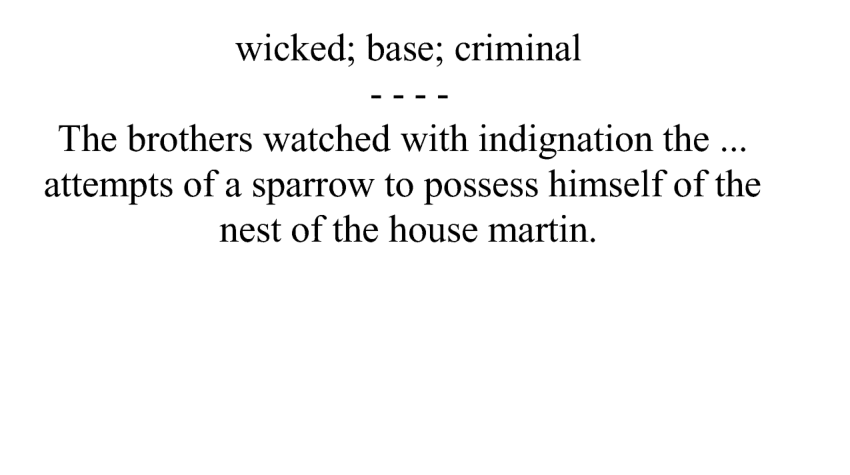 wicked; base; criminal
- - - -
The brothers watched with indignation the ...
attempts of a sparrow to possess himself of the
nest of the house martin.